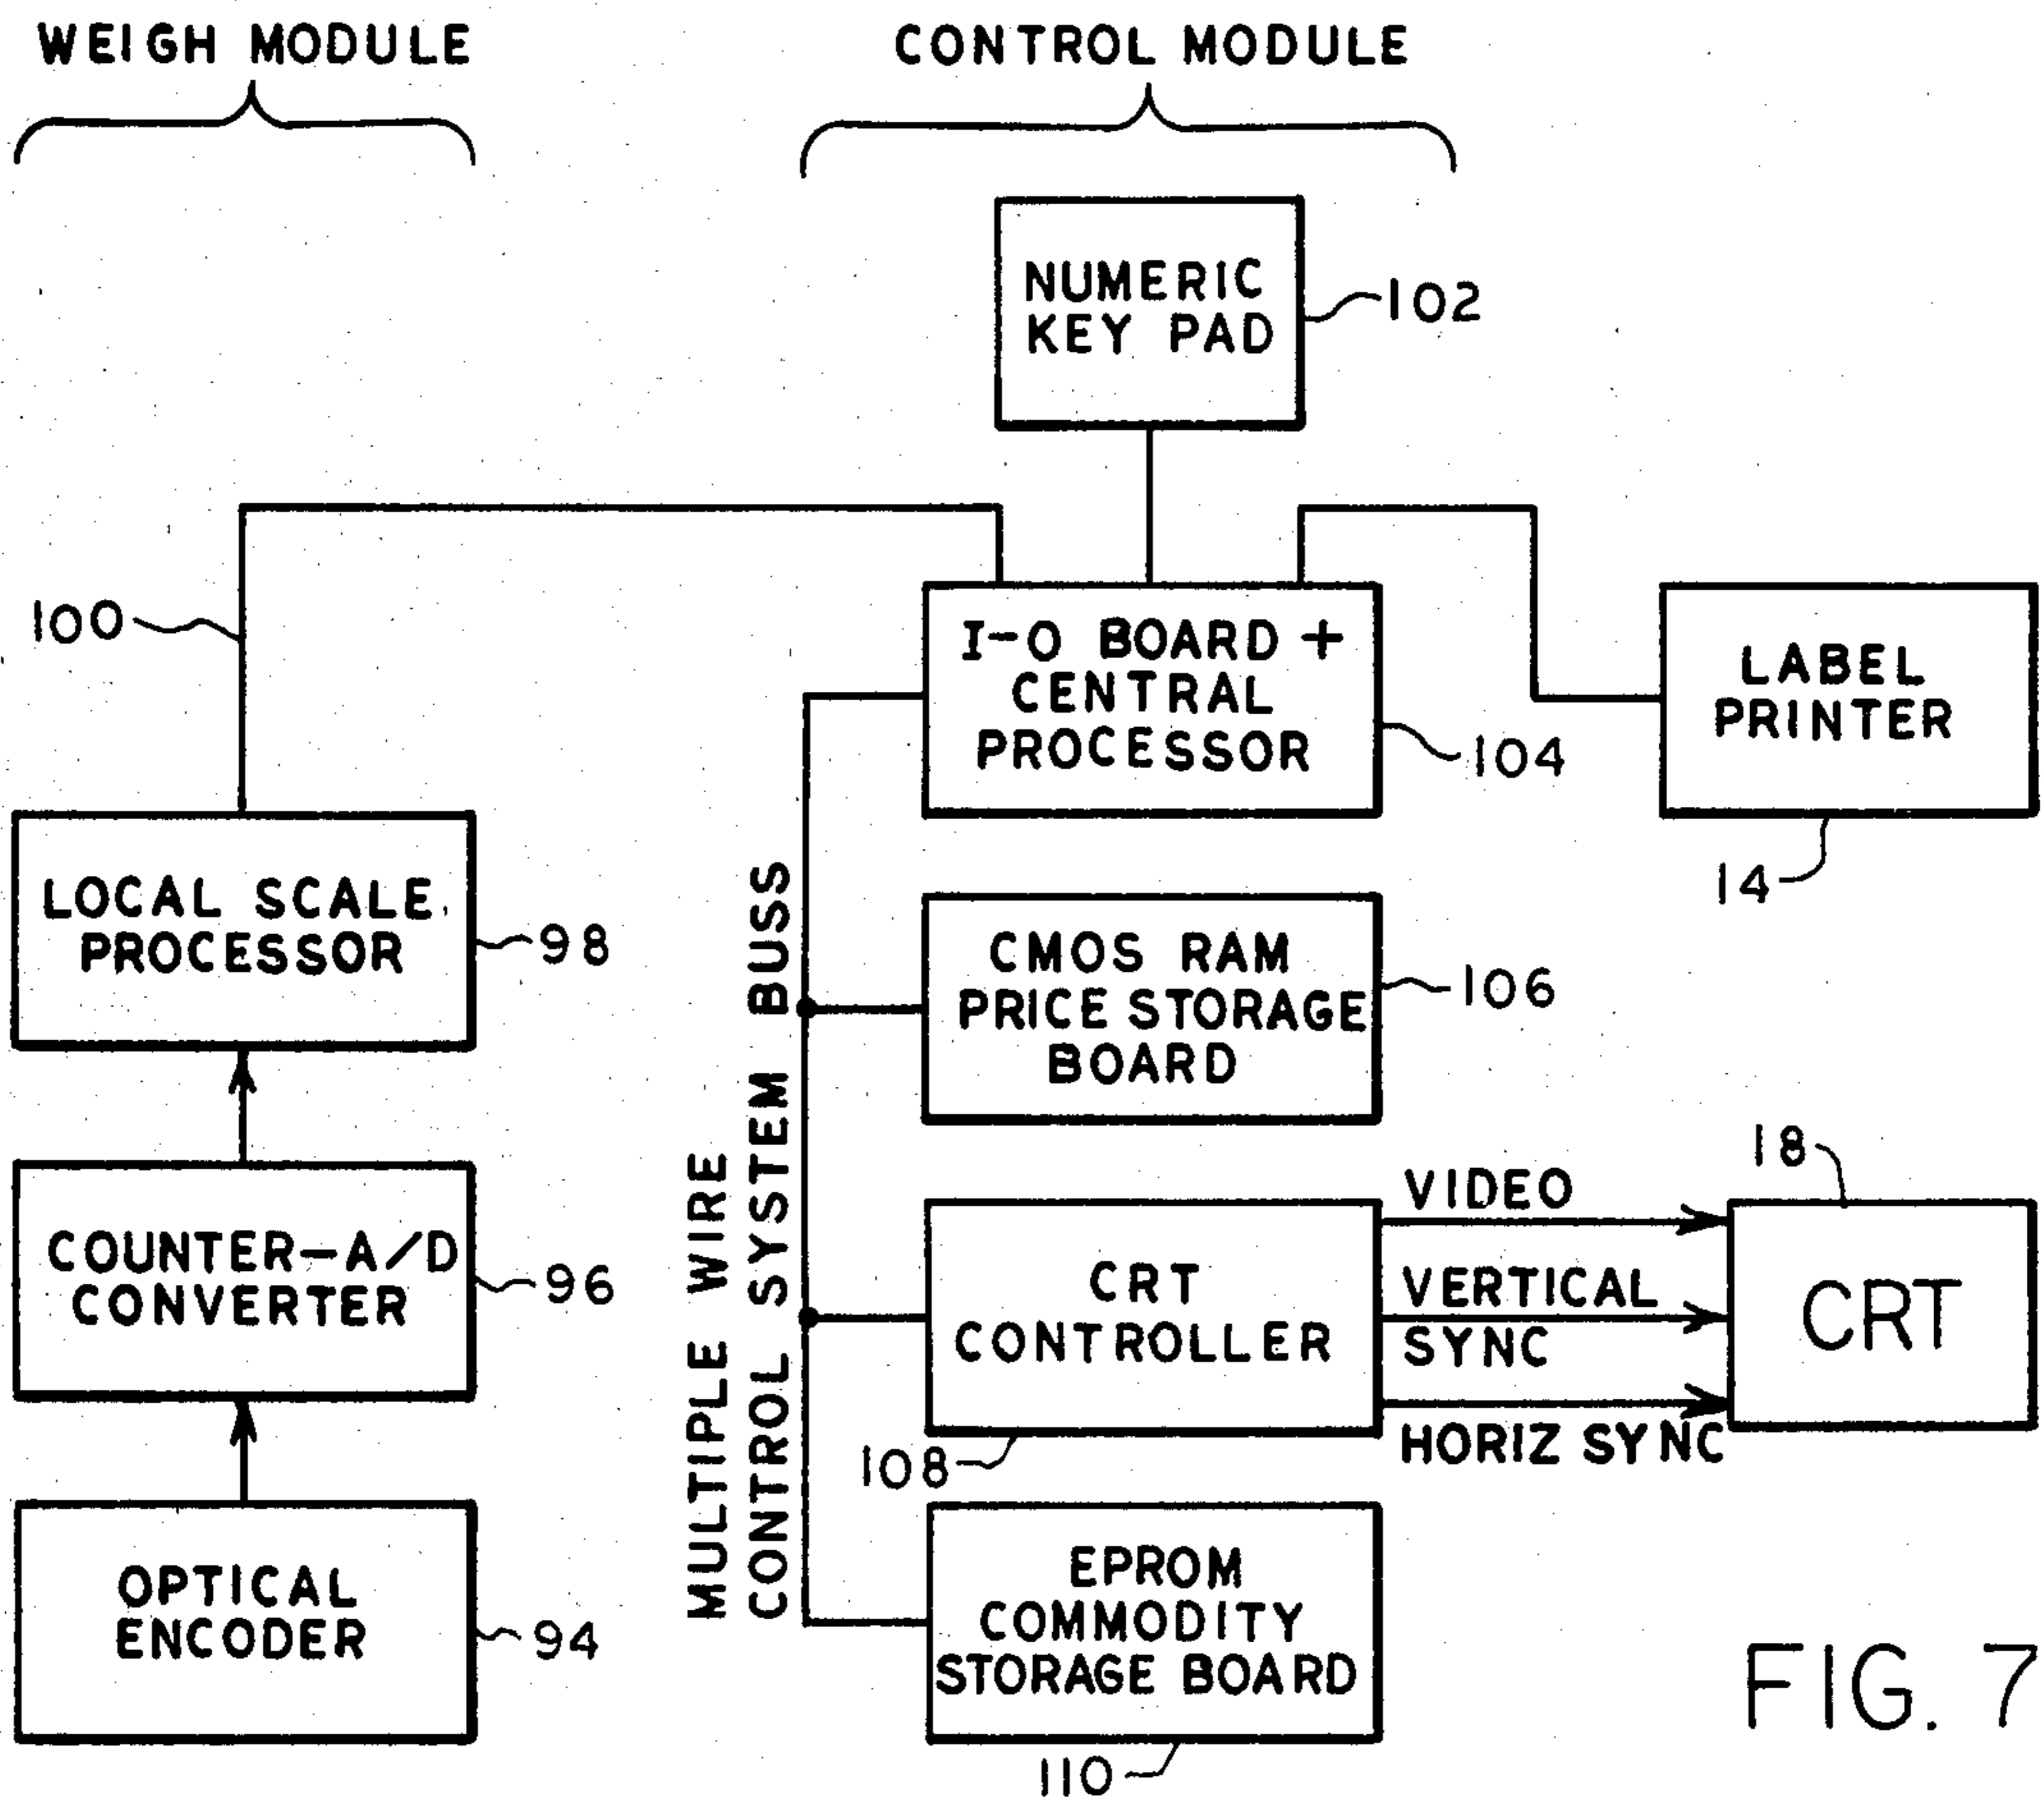 WEIGH MODULE
CONTROL MODULE
NUMERIC
KEY PAD
102
100
I-O BOARD +
CENTRAL
PROCESSOR
104
LABEL
PRINTER
14
LOCAL SCALE
PROCESSOR
98
MULTIPLE WIRE
CONTROL SYSTEM BUSS
CMOS RAM
PRICE STORAGE
BOARD
106
COUNTER-A/D
CONVERTER
96
CRT
CONTROLLER
108
VIDEO
VERTICAL
SYNC
HORIZ SYNC
18
CRT
OPTICAL
ENCODER
94
EPROM
COMMODITY
STORAGE BOARD
110
FIG. 7